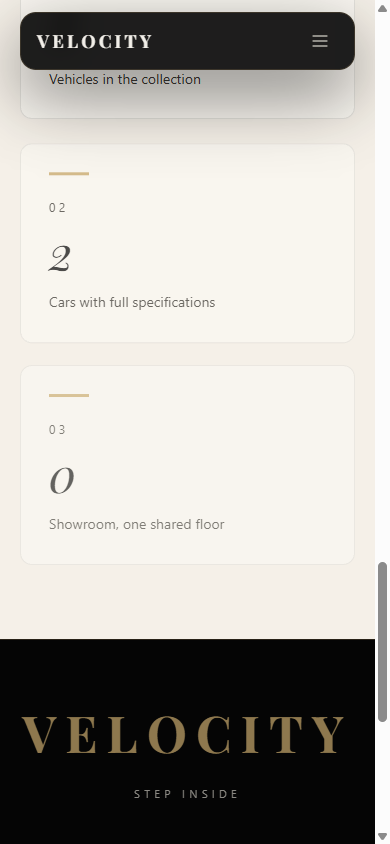 VELOCITY
Vehicles in the collection
02
2
Cars with full specifications
03
0
Showroom, one shared floor
VELOCITY
STEP INSIDE